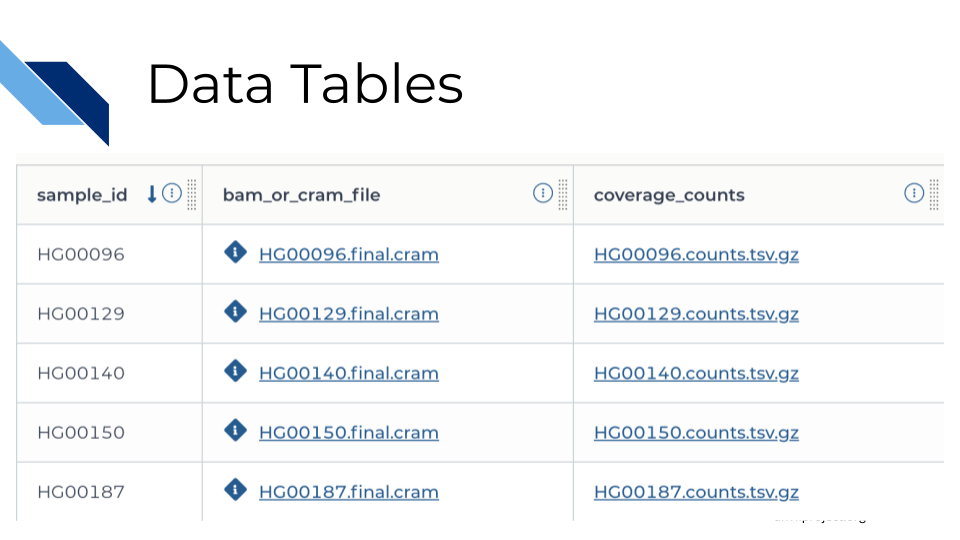 Data Tables
sample_id bam_or_cram_file coverage_counts
HG00096 HG00096.final.cram HG00096.counts.tsv.gz
HG00129 HG00129.final.cram HG00129.counts.tsv.gz
HG00140 HG00140.final.cram HG00140.counts.tsv.gz
HG00150 HG00150.final.cram HG00150.counts.tsv.gz
HG00187 HG00187.final.cram HG00187.counts.tsv.gz